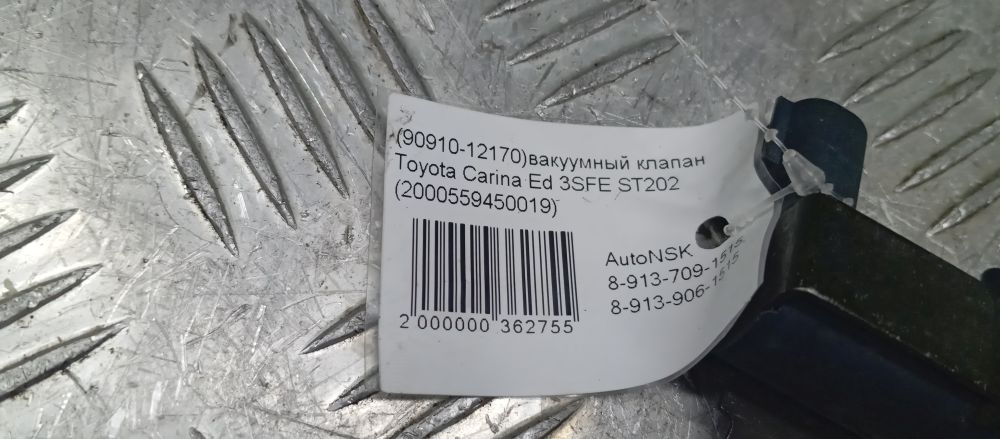 (90910-12170)вакуумный клапан
Toyota Carina Ed 3SFE ST202
(2000559450019)
AutoNSK
8-913-709-1515
8-913-906-1515
2 000000 362755